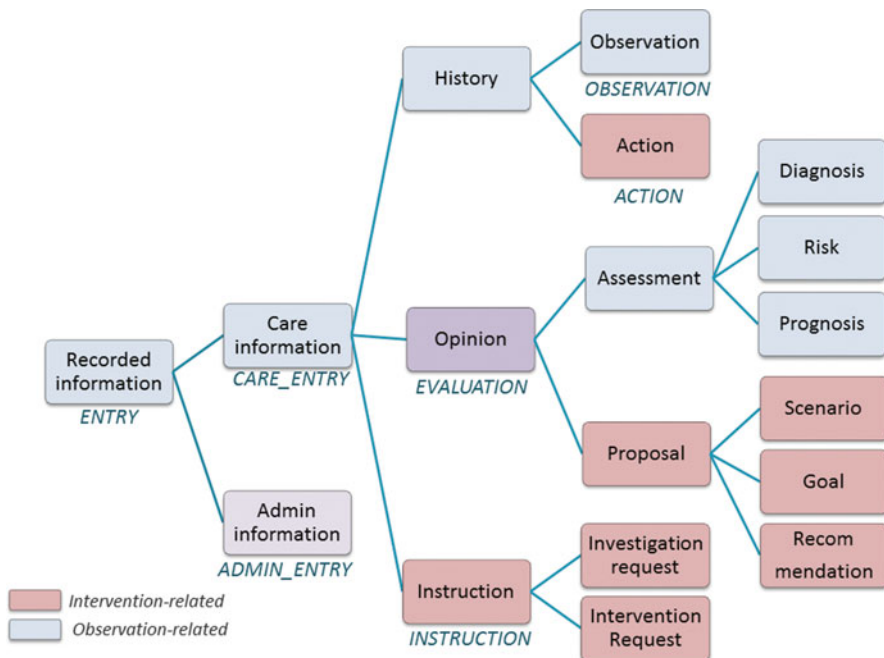 Observation
OBSERVATION
History
Action
ACTION
Diagnosis
Risk
Prognosis
Assessment
Care
information
CARE_ENTRY
Opinion
EVALUATION
Recorded
information
ENTRY
Proposal
Scenario
Goal
Recom
mendation
Admin
information
ADMIN_ENTRY
Instruction
INSTRUCTION
Investigation
request
Intervention
Request
Intervention-related
Observation-related